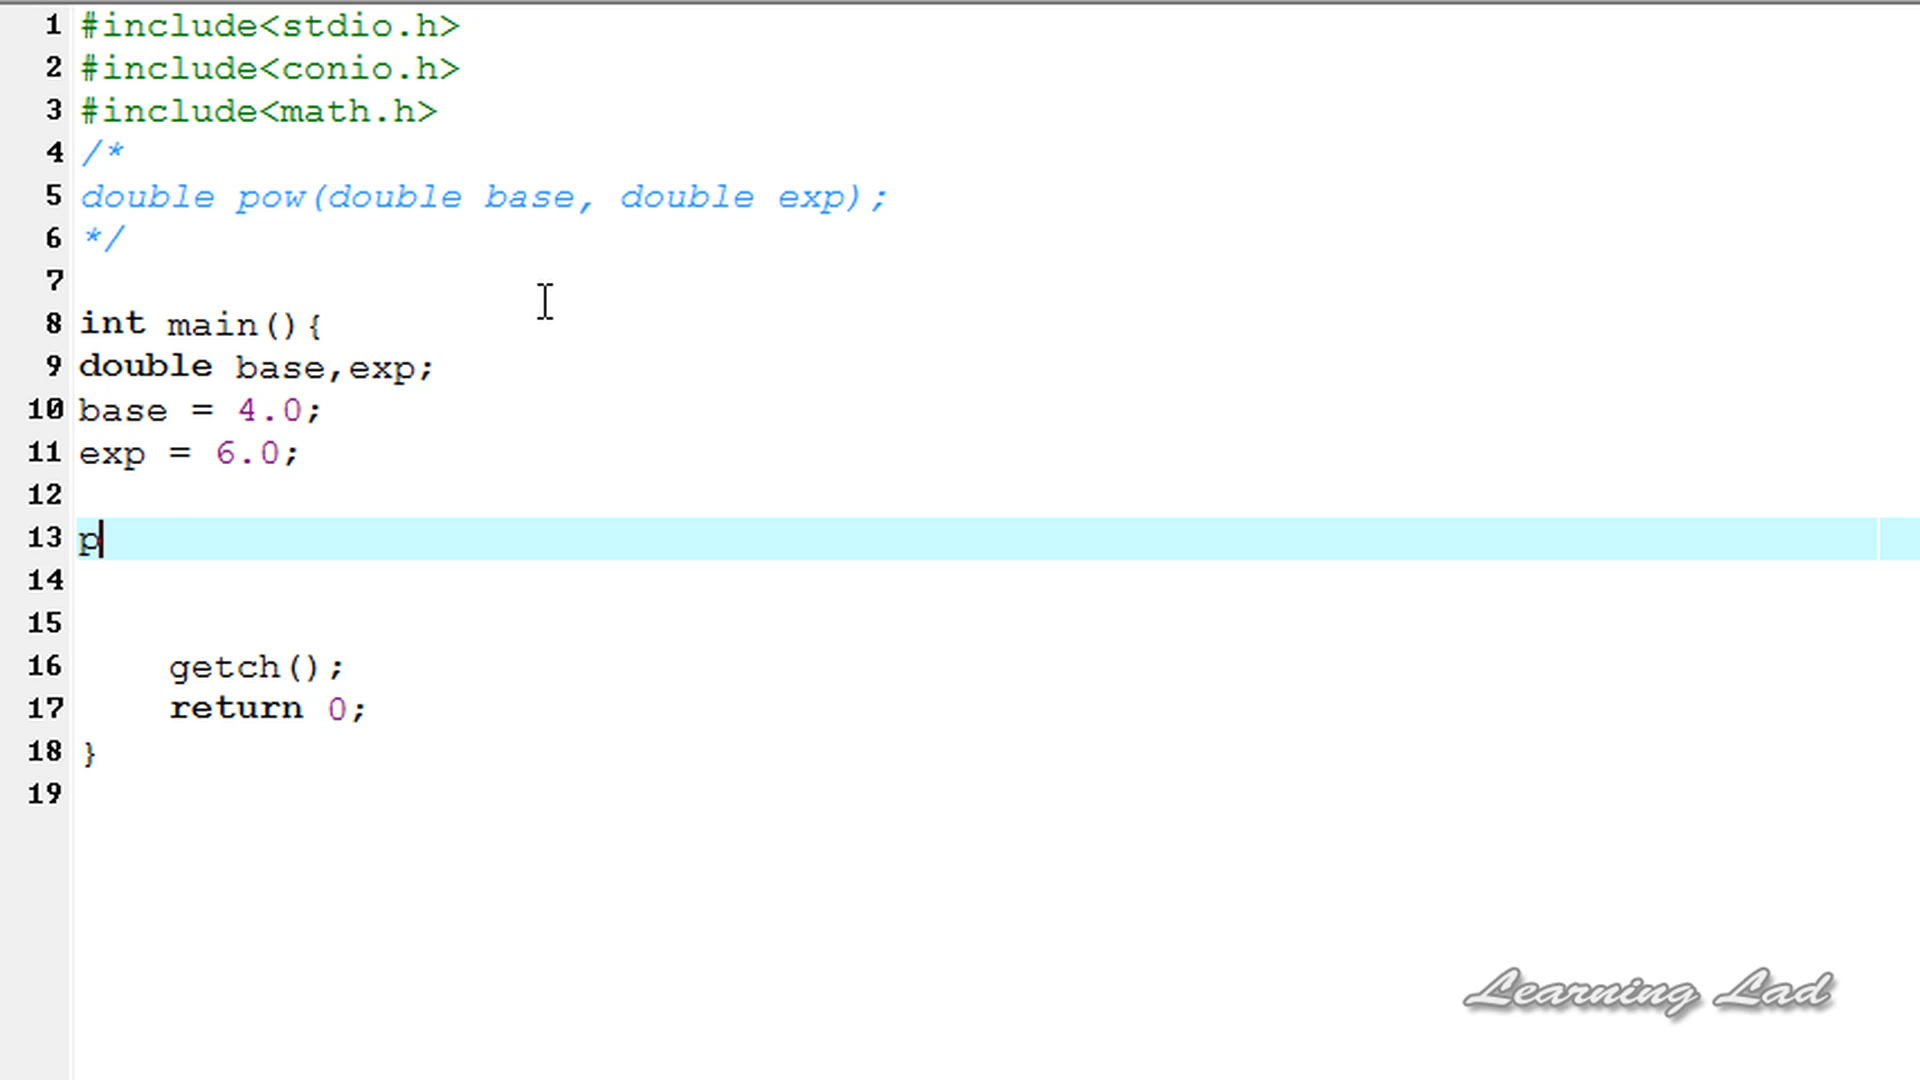 1 #include<stdio.h>
2 #include<conio.h>
3 #include<math.h>
4 /*
5 double pow(double base, double exp);
6 */
7
8 int main(){
9 double base,exp;
10 base = 4.0;
11 exp = 6.0;
12
13 p
14
15
16 getch();
17 return 0;
18 }
19
Learning Lad